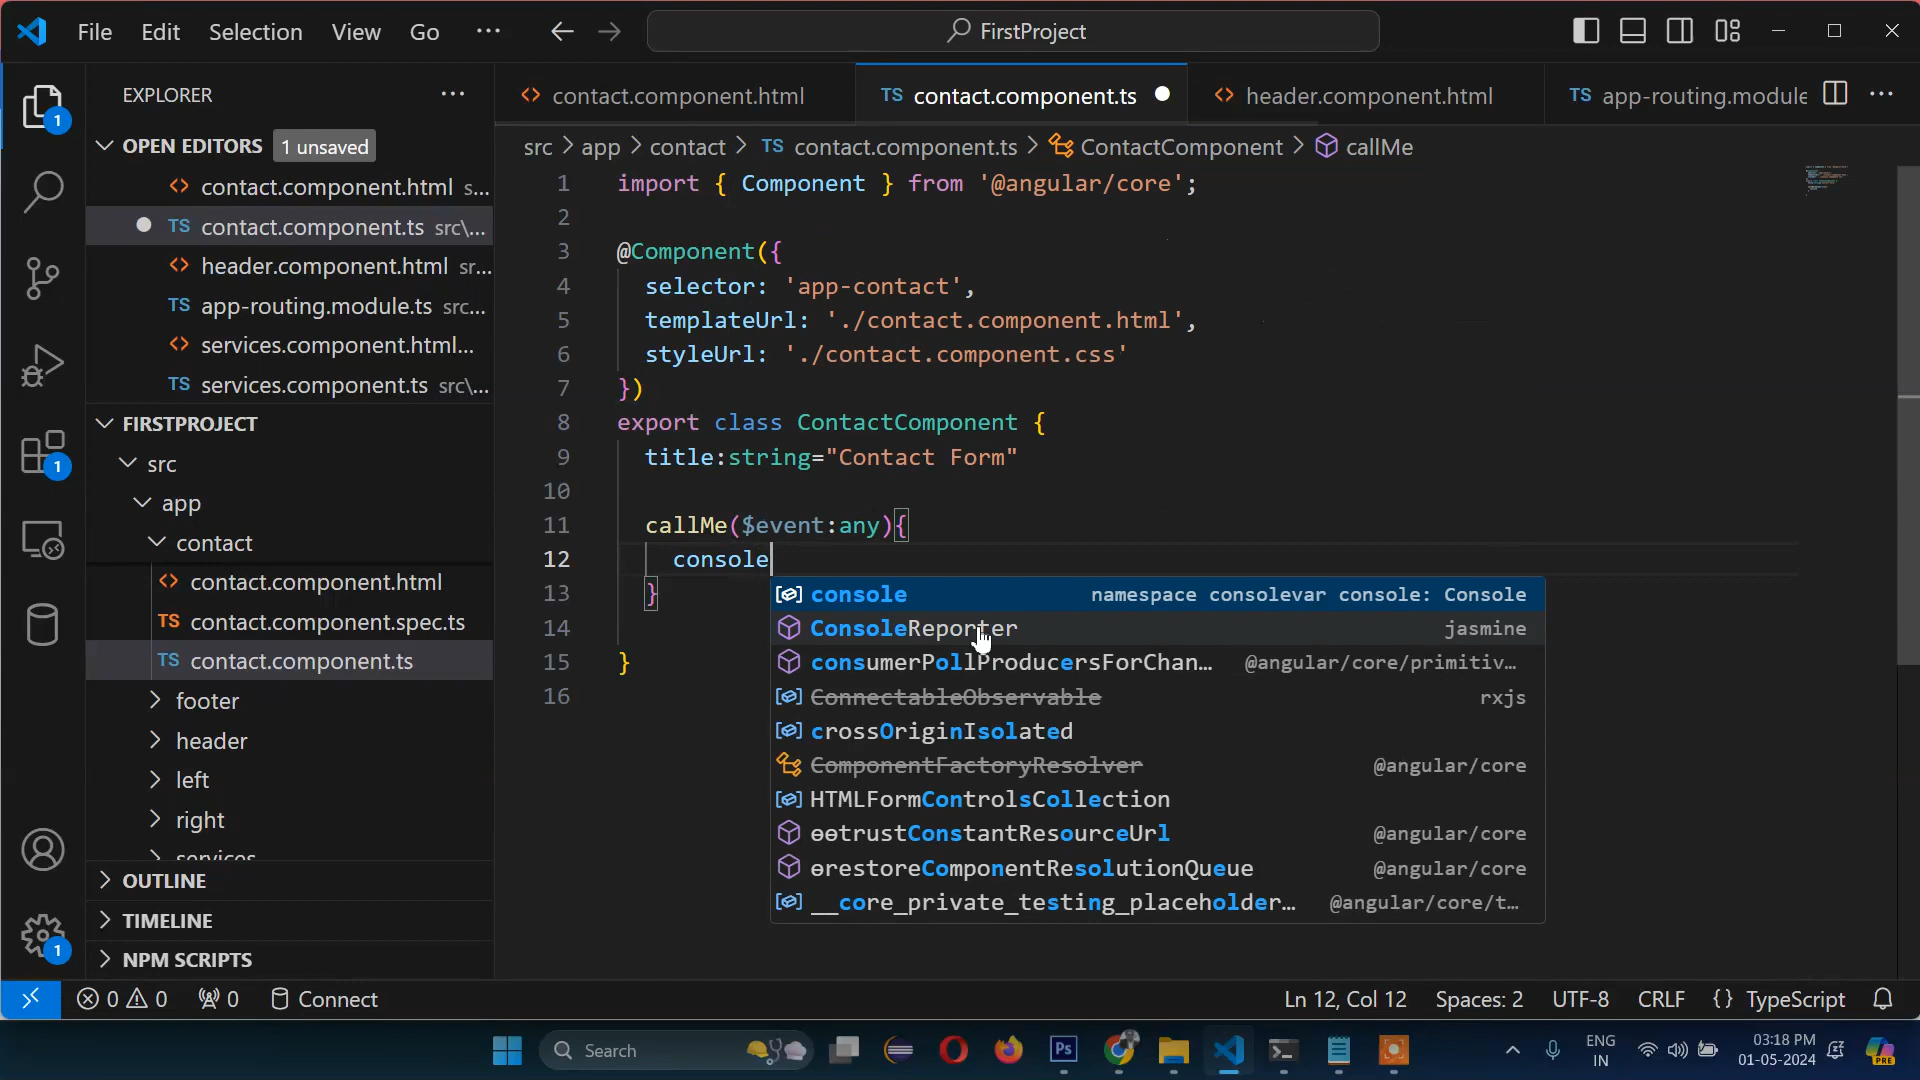 File Edit Selection View Go ··· FirstProject
EXPLORER ···
contact.component.html TS contact.component.ts header.component.html TS app-routing.module ···
OPEN EDITORS 1 unsaved
src > app > contact > TS contact.component.ts > ContactComponent > callMe
contact.component.html s...
TS contact.component.ts src\...
header.component.html sr...
TS app-routing.module.ts src...
services.component.html...
TS services.component.ts src\...
FIRSTPROJECT
src
app
contact
contact.component.html
TS contact.component.spec.ts
TS contact.component.ts
footer
header
left
right
services
OUTLINE
TIMELINE
NPM SCRIPTS
1 import { Component } from '@angular/core';
2
3 @Component({
4 selector: 'app-contact',
5 templateUrl: './contact.component.html',
6 styleUrl: './contact.component.css'
7 })
8 export class ContactComponent {
9 title:string="Contact Form"
10
11 callMe($event:any){
12 console
13 }
14
15 }
16
console namespace consolevar console: Console
ConsoleReporter jasmine
consumerPollProducersForChan... @angular/core/primitiv...
ConnectableObservable rxjs
crossOriginIsolated
ComponentFactoryResolver @angular/core
HTMLFormControlsCollection
ɵɵtrustConstantResourceUrl @angular/core
ɵrestoreComponentResolutionQueue @angular/core
__core_private_testing_placeholder... @angular/core/t...
1
1
1
0 0 0 Connect Ln 12, Col 12 Spaces: 2 UTF-8 CRLF {} TypeScript
Search Ps ENG
IN
03:18 PM
01-05-2024
PRE